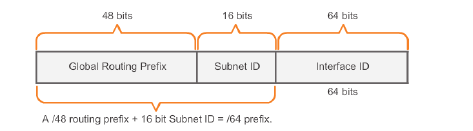 48 bits 16 bits 64 bits
Global Routing Prefix Subnet ID Interface ID
64 bits
A /48 routing prefix + 16 bit Subnet ID = /64 prefix.